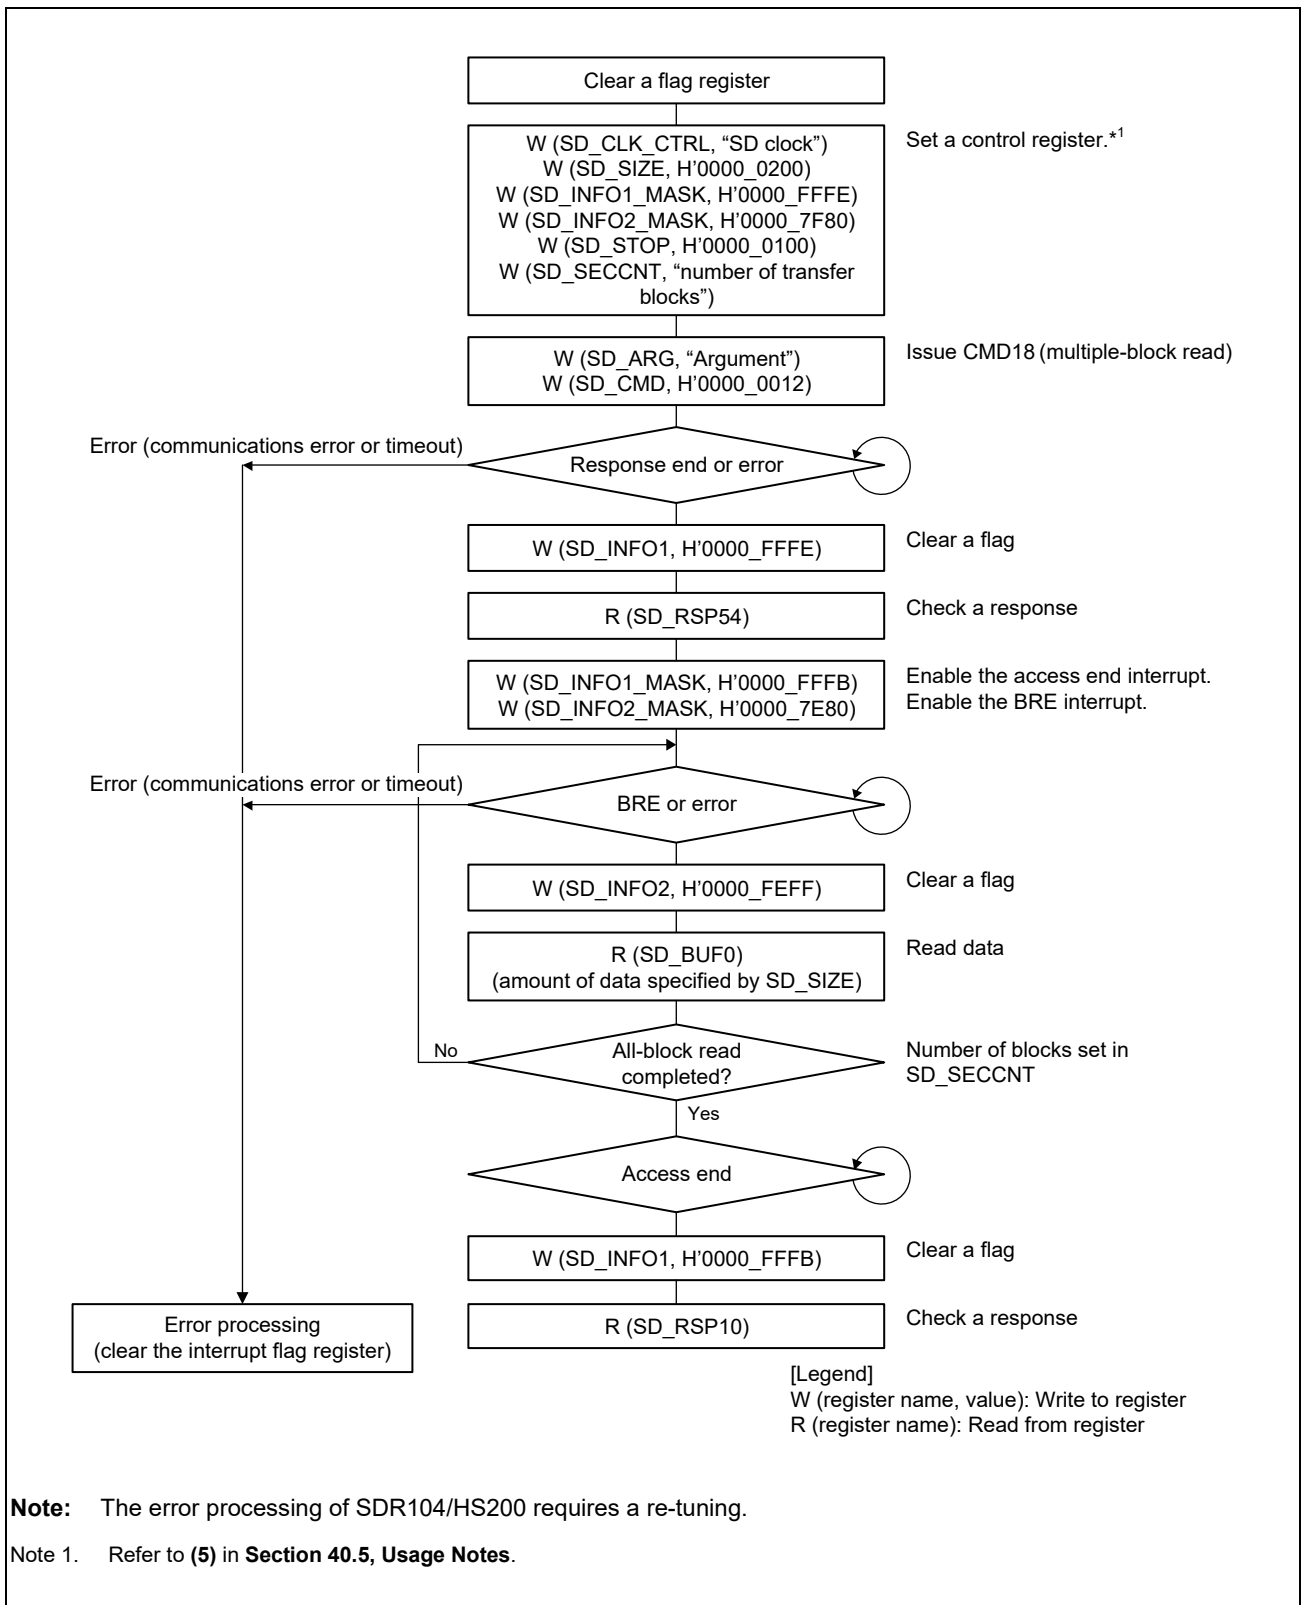 Clear a flag register
W (SD_CLK_CTRL, “SD clock”)
W (SD_SIZE, H’0000_0200)
W (SD_INFO1_MASK, H’0000_FFFE)
W (SD_INFO2_MASK, H’0000_7F80)
W (SD_STOP, H’0000_0100)
W (SD_SECCNT, “number of transfer
blocks”)
Set a control register.*1
W (SD_ARG, “Argument”)
W (SD_CMD, H’0000_0012)
Issue CMD18 (multiple-block read)
Error (communications error or timeout)
Response end or error
W (SD_INFO1, H’0000_FFFE)
Clear a flag
R (SD_RSP54)
Check a response
W (SD_INFO1_MASK, H’0000_FFFB)
W (SD_INFO2_MASK, H’0000_7E80)
Enable the access end interrupt.
Enable the BRE interrupt.
Error (communications error or timeout)
BRE or error
W (SD_INFO2, H’0000_FEFF)
Clear a flag
R (SD_BUF0)
(amount of data specified by SD_SIZE)
Read data
No
All-block read
completed?
Number of blocks set in
SD_SECCNT
Yes
Access end
W (SD_INFO1, H’0000_FFFB)
Clear a flag
Error processing
(clear the interrupt flag register)
R (SD_RSP10)
Check a response
[Legend]
W (register name, value): Write to register
R (register name): Read from register
Note: The error processing of SDR104/HS200 requires a re-tuning.
Note 1. Refer to (5) in Section 40.5, Usage Notes.